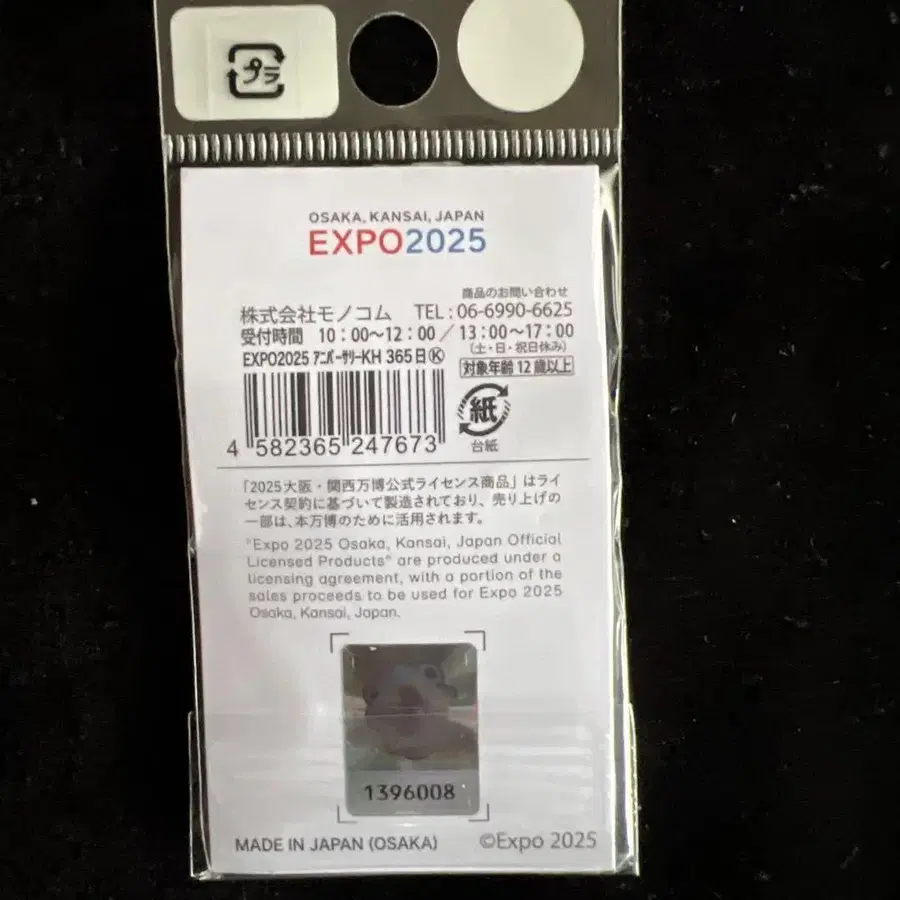 プラ
OSAKA, KANSAI, JAPAN
EXPO2025
商品のお問い合わせ
株式会社モノコム TEL:06-6990-6625
受付時間 10:00～12:00/13:00～17:00
(土・日・祝日休み)
EXPO2025 アニバーサリーKH 365日Ⓚ
対象年齢12歳以上
紙
台紙
4 582365 247673
「2025大阪・関西万博公式ライセンス商品」はライ
センス契約に基づいて製造されており、売り上げの
一部は、本万博のために活用されます。
"Expo 2025 Osaka, Kansai, Japan Official
Licensed Products" are produced under a
licensing agreement, with a portion of the
sales proceeds to be used for Expo 2025
Osaka, Kansai, Japan.
1396008
MADE IN JAPAN (OSAKA) ©Expo 2025